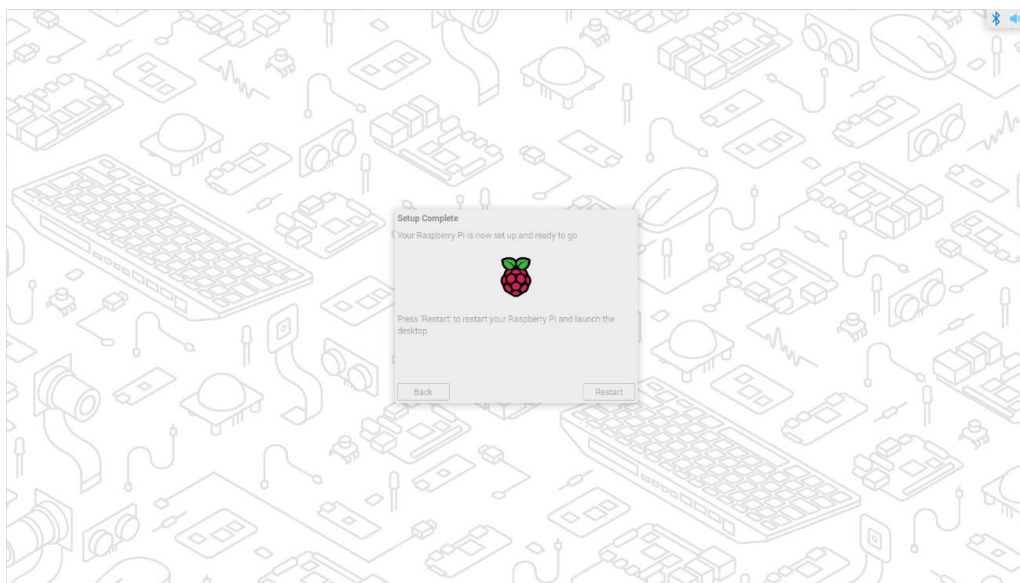 Setup Complete
Your Raspberry Pi is now set up and ready to go.
Press 'Restart' to restart your Raspberry Pi and launch the
desktop.
Back
Restart